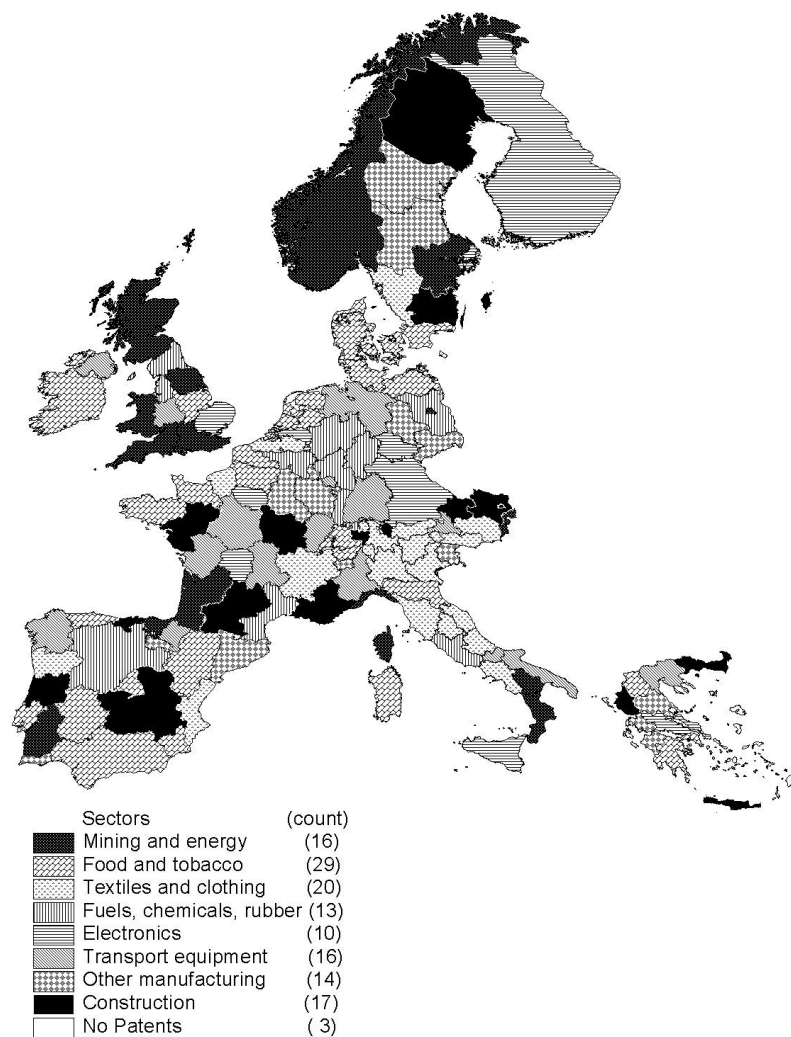 Sectors (count)
Mining and energy (16)
Food and tobacco (29)
Textiles and clothing (20)
Fuels, chemicals, rubber (13)
Electronics (10)
Transport equipment (16)
Other manufacturing (14)
Construction (17)
No Patents ( 3)